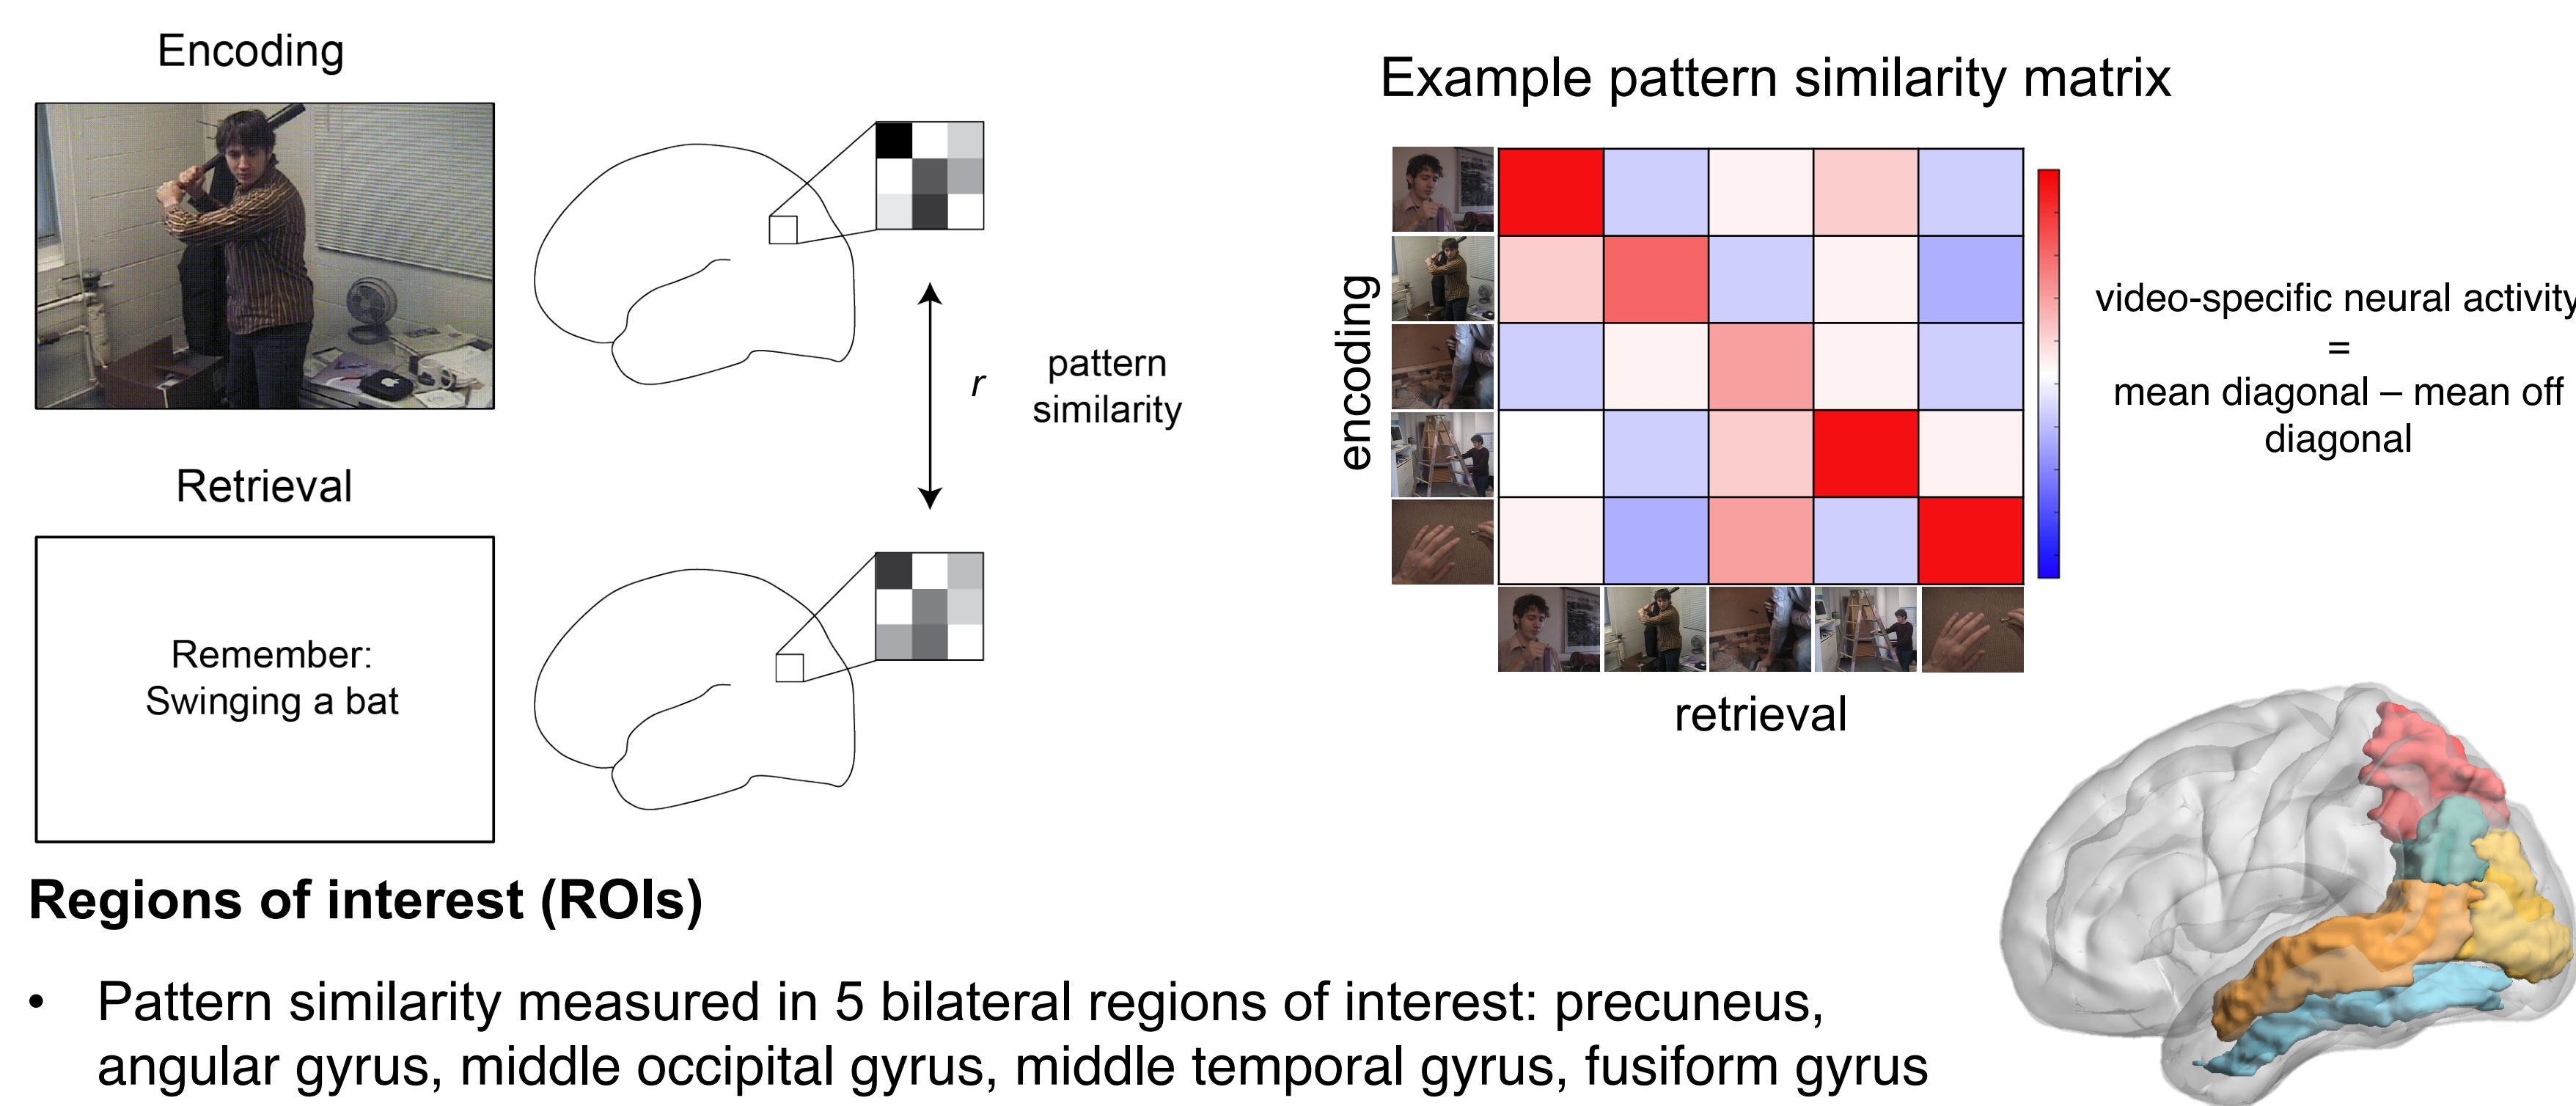 Encoding
Example pattern similarity matrix
r
pattern
similarity
encoding
video-specific neural activity
=
mean diagonal – mean off
diagonal
Retrieval
Remember:
Swinging a bat
retrieval
Regions of interest (ROIs)
• Pattern similarity measured in 5 bilateral regions of interest: precuneus,
angular gyrus, middle occipital gyrus, middle temporal gyrus, fusiform gyrus